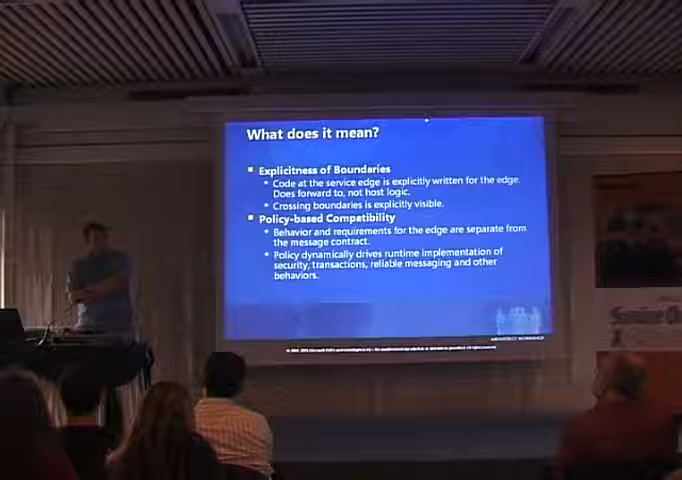 What does it mean?
Explicitness of Boundaries
Code at the service edge is explicitly written for the edge.
Does forward to, not host logic.
Crossing boundaries is explicitly visible.
Policy-based Compatibility
Behavior and requirements for the edge are separate from
the message contract.
Policy dynamically drives runtime implementation of
security, transactions, reliable messaging and other
behaviors.
ARCHITECT WORKSHOP